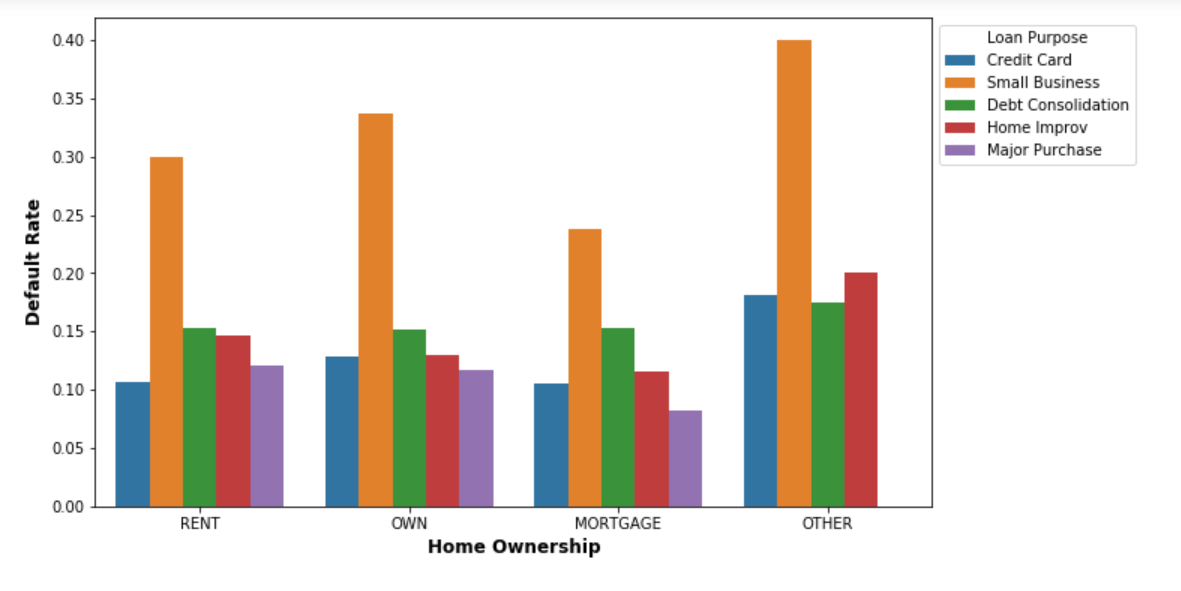 0.40
0.35
0.30
0.25
0.20
0.15
0.10
0.05
0.00
Default Rate
RENT
OWN
MORTGAGE
OTHER
Home Ownership
Loan Purpose
Credit Card
Small Business
Debt Consolidation
Home Improv
Major Purchase